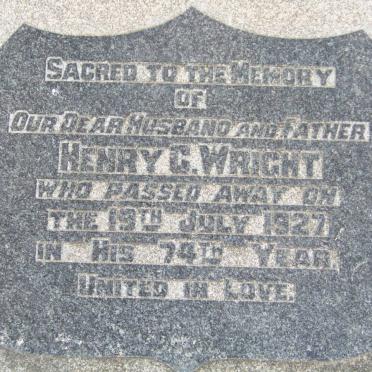 SACRED TO THE MEMORY
OF
OUR DEAR HUSBAND AND FATHER
HENRY C. WRIGHT
WHO PASSED AWAY ON
THE 19TH JULY 1927
IN HIS 74TH YEAR.
UNITED IN LOVE.